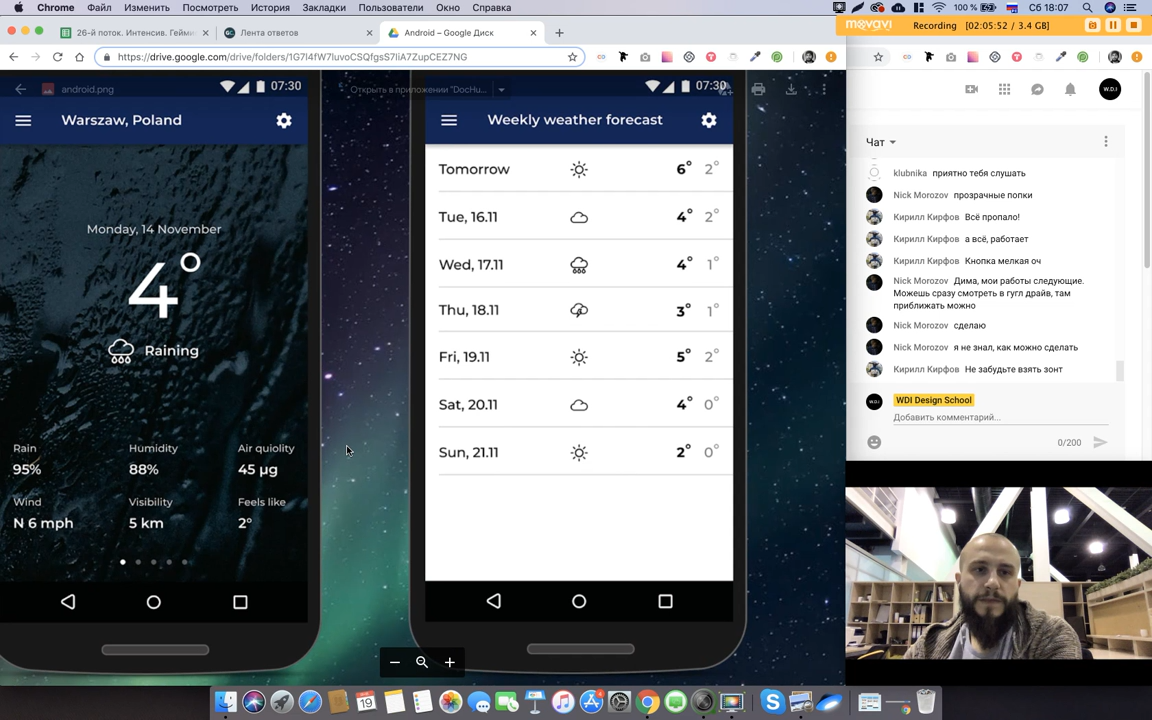 Chrome Файл Изменить Посмотреть История Закладки Пользователи Окно Справка
100 % Сб 18:07
movavi Recording [02:05:52 / 3.4 GB]
26-й поток. Интенсив. Гейми
Лента ответов
Android – Google Диск
https://drive.google.com/drive/folders/1G7l4fW7luvoCSQfgsS7liA7ZupCEZ7NG
android.png
Открыть в приложении "DocHu...
07:30
Warszaw, Poland
Monday, 14 November
4°
Raining
Rain Humidity Air quiolity
95% 88% 45 µg
Wind Visibility Feels like
N 6 mph 5 km 2°
07:30
Weekly weather forecast
Tomorrow 6° 2°
Tue, 16.11 4° 2°
Wed, 17.11 4° 1°
Thu, 18.11 3° 1°
Fri, 19.11 5° 2°
Sat, 20.11 4° 0°
Sun, 21.11 2° 0°
W.D.I
Чат
klubnika приятно тебя слушать
Nick Morozov прозрачные попки
Кирилл Кирфов Всё пропало!
Кирилл Кирфов а всё, работает
Кирилл Кирфов Кнопка мелкая оч
Nick Morozov Дима, мои работы следующие.
Можешь сразу смотреть в гугл драйв, там
приближать можно
Nick Morozov сделаю
Nick Morozov я не знал, как можно сделать
Кирилл Кирфов Не забудьте взять зонт
WDI Design School
Добавить комментарий...
0/200
19